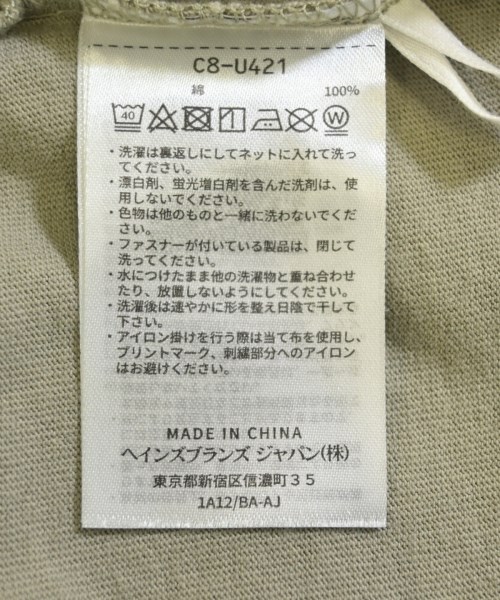 C8-U421
綿 100%
40
W
・洗濯は裏返しにしてネットに入れて洗っ
てください。
・漂白剤、蛍光増白剤を含んだ洗剤は、使
用しないでください。
・色物は他のものと一緒に洗わないでくだ
さい。
・ファスナーが付いている製品は、閉じて
洗ってください。
・水につけたまま他の洗濯物と重ね合わせ
たり、放置しないようにしてください。
・洗濯後は速やかに形を整え日陰で干して
下さい。
・アイロン掛けを行う際は当て布を使用し、
プリントマーク、刺繍部分へのアイロン
はお避けください。
MADE IN CHINA
ヘインズブランズ ジャパン(株)
東京都新宿区信濃町35
1A12/BA-AJ